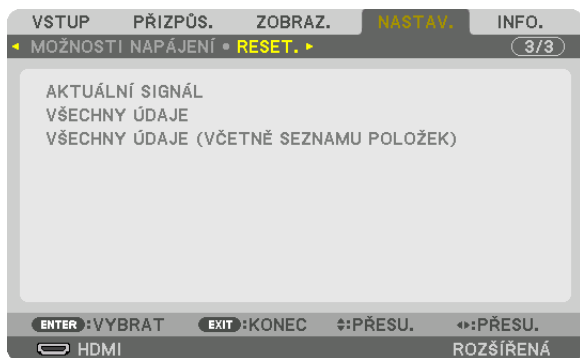 VSTUP PŘIZPŮS. ZOBRAZ. NASTAV. INFO.
MOŽNOSTI NAPÁJENÍ • RESET. 3/3
AKTUÁLNÍ SIGNÁL
VŠECHNY ÚDAJE
VŠECHNY ÚDAJE (VČETNĚ SEZNAMU POLOŽEK)
ENTER :VYBRAT EXIT :KONEC :PŘESU. :PŘESU.
HDMI ROZŠÍŘENÁ